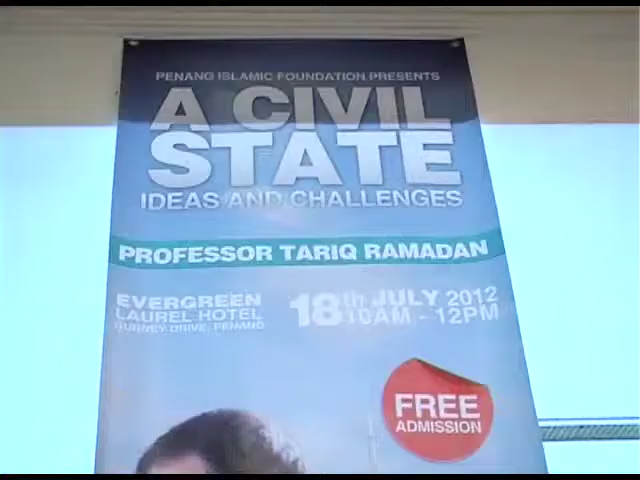 PENANG ISLAMIC FOUNDATION PRESENTS
A CIVIL
STATE
IDEAS AND CHALLENGES
PROFESSOR TARIQ RAMADAN
EVERGREEN
LAUREL HOTEL
GURNEY DRIVE, PENANG
18th JULY 2012
10AM - 12PM
FREE
ADMISSION